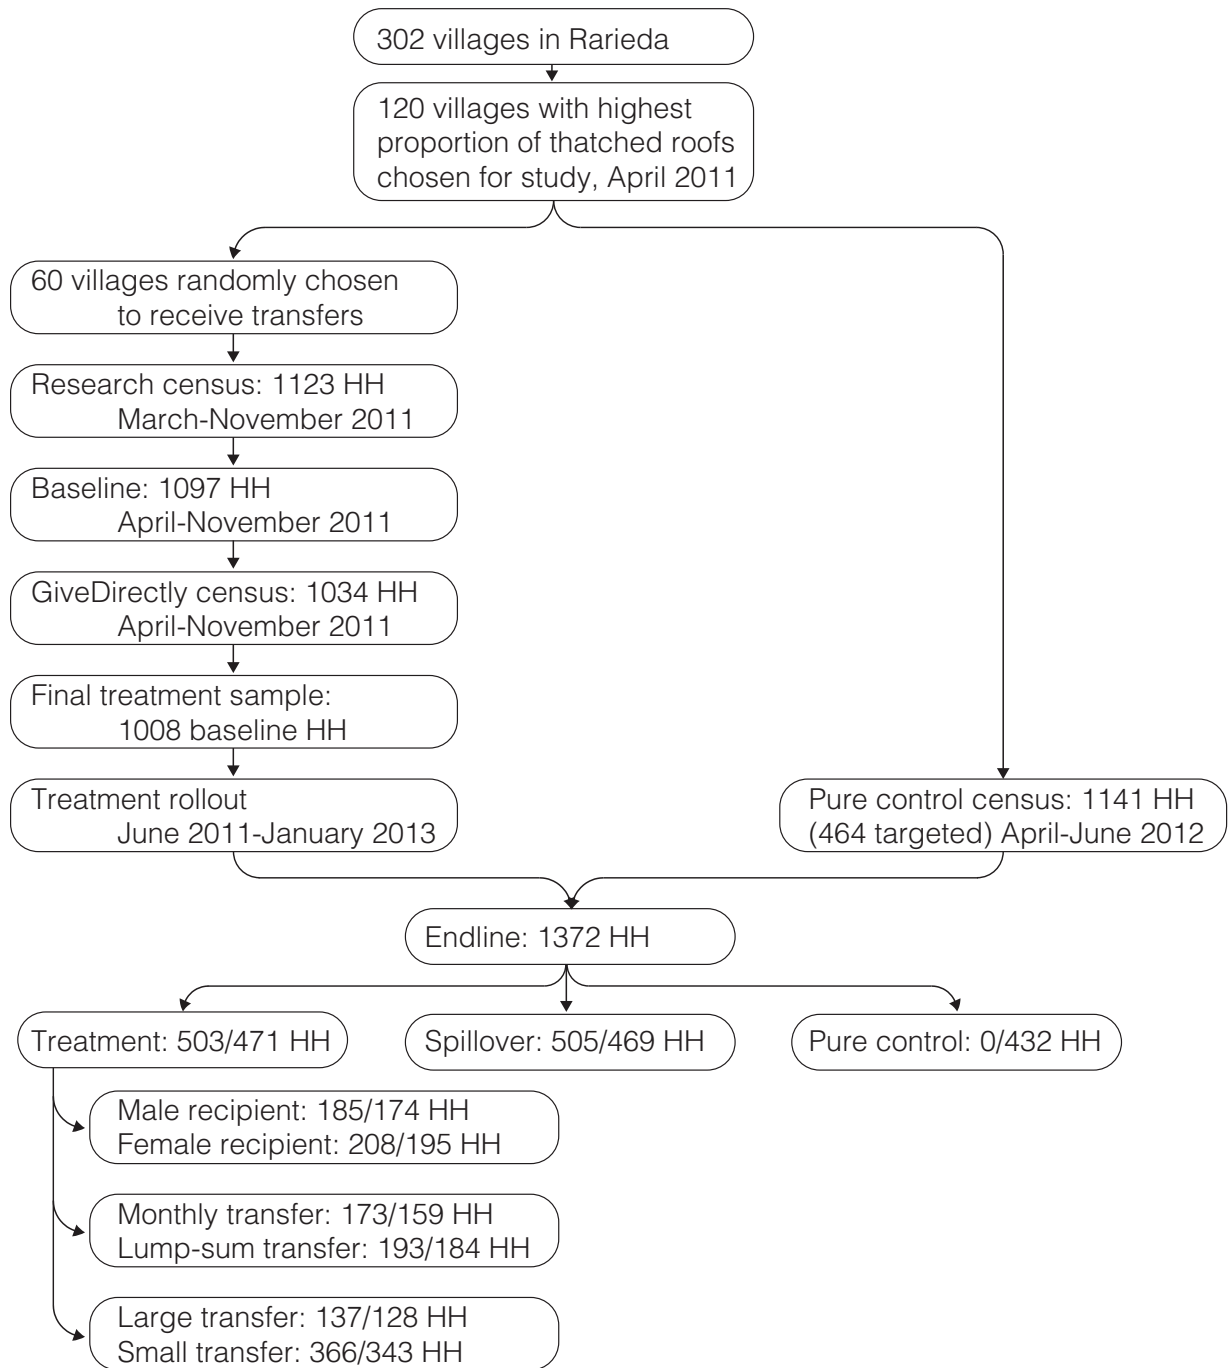 302 villages in Rarieda
120 villages with highest
proportion of thatched roofs
chosen for study, April 2011
60 villages randomly chosen
to receive transfers
Research census: 1123 HH
March-November 2011
Baseline: 1097 HH
April-November 2011
GiveDirectly census: 1034 HH
April-November 2011
Final treatment sample:
1008 baseline HH
Treatment rollout
June 2011-January 2013
Pure control census: 1141 HH
(464 targeted) April-June 2012
Endline: 1372 HH
Treatment: 503/471 HH
Spillover: 505/469 HH
Pure control: 0/432 HH
Male recipient: 185/174 HH
Female recipient: 208/195 HH
Monthly transfer: 173/159 HH
Lump-sum transfer: 193/184 HH
Large transfer: 137/128 HH
Small transfer: 366/343 HH